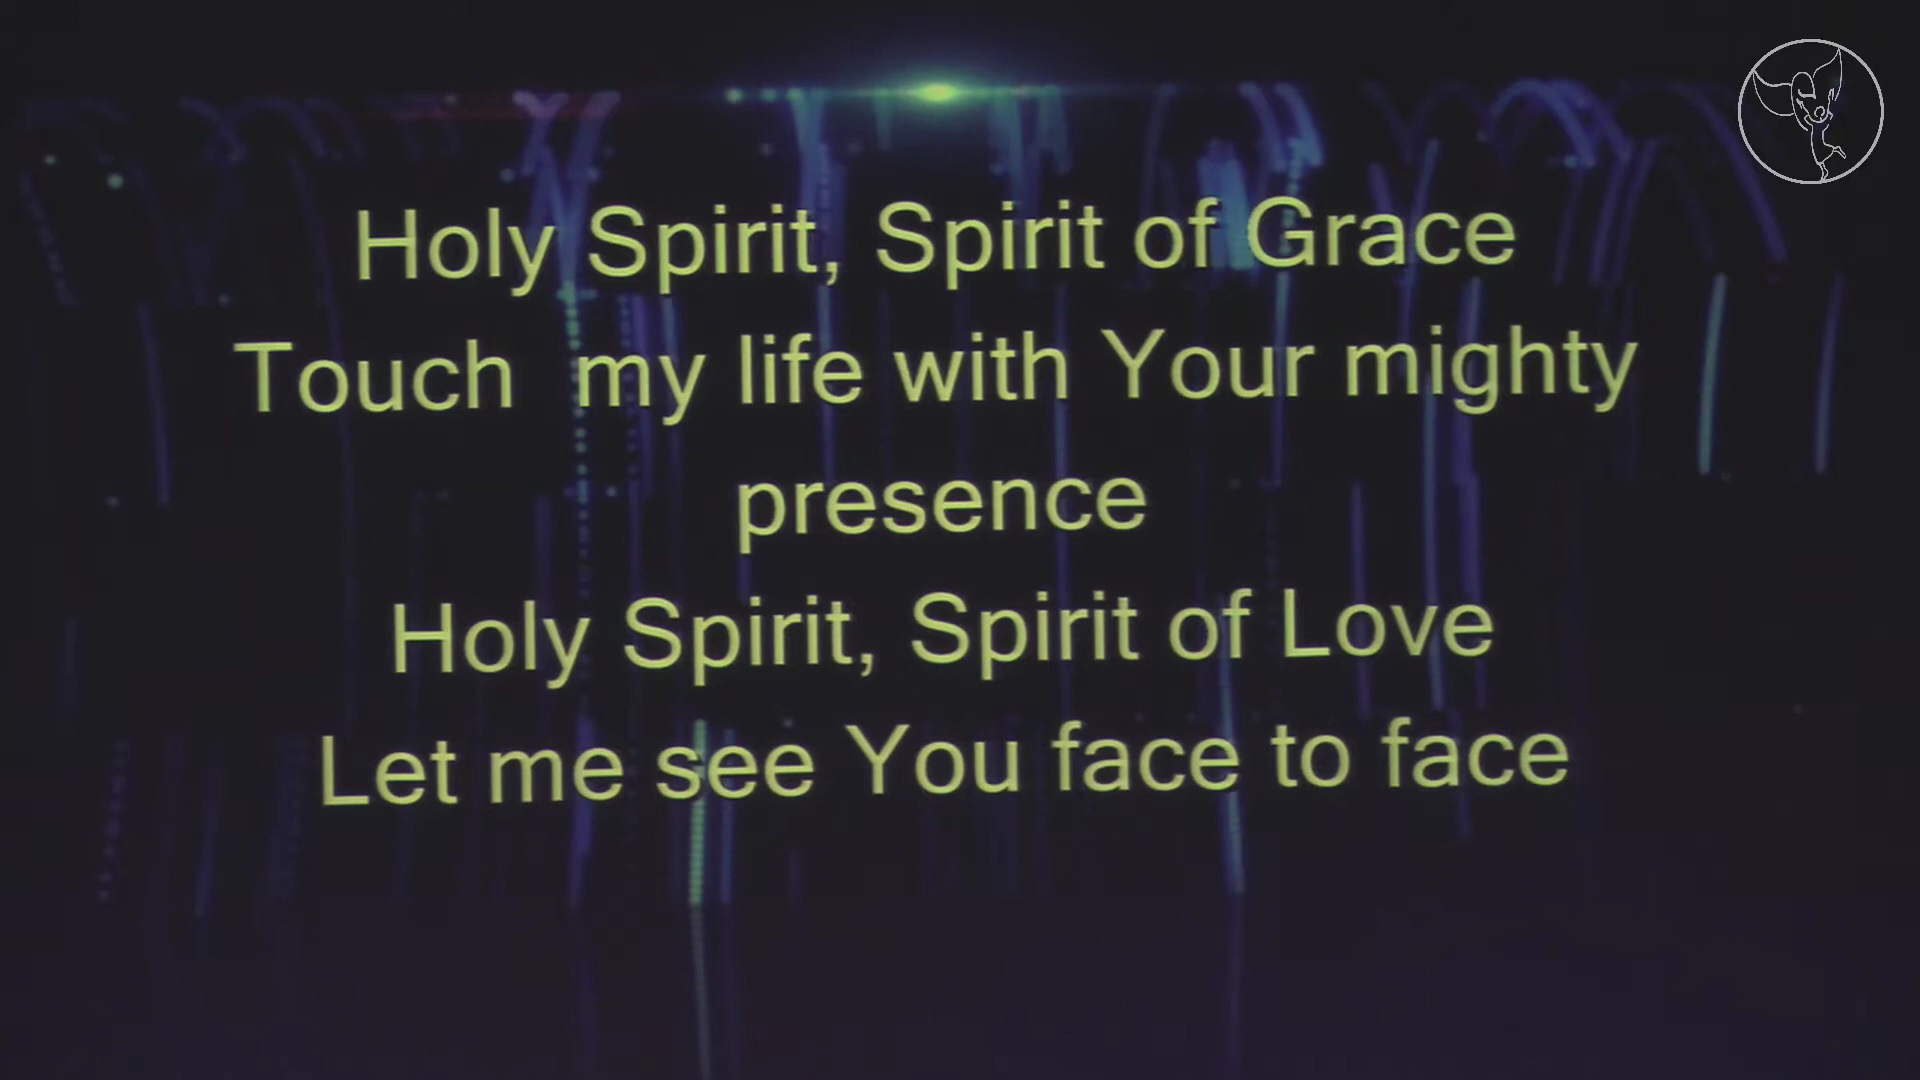 Holy Spirit, Spirit of Grace
Touch my life with Your mighty
presence
Holy Spirit, Spirit of Love
Let me see You face to face